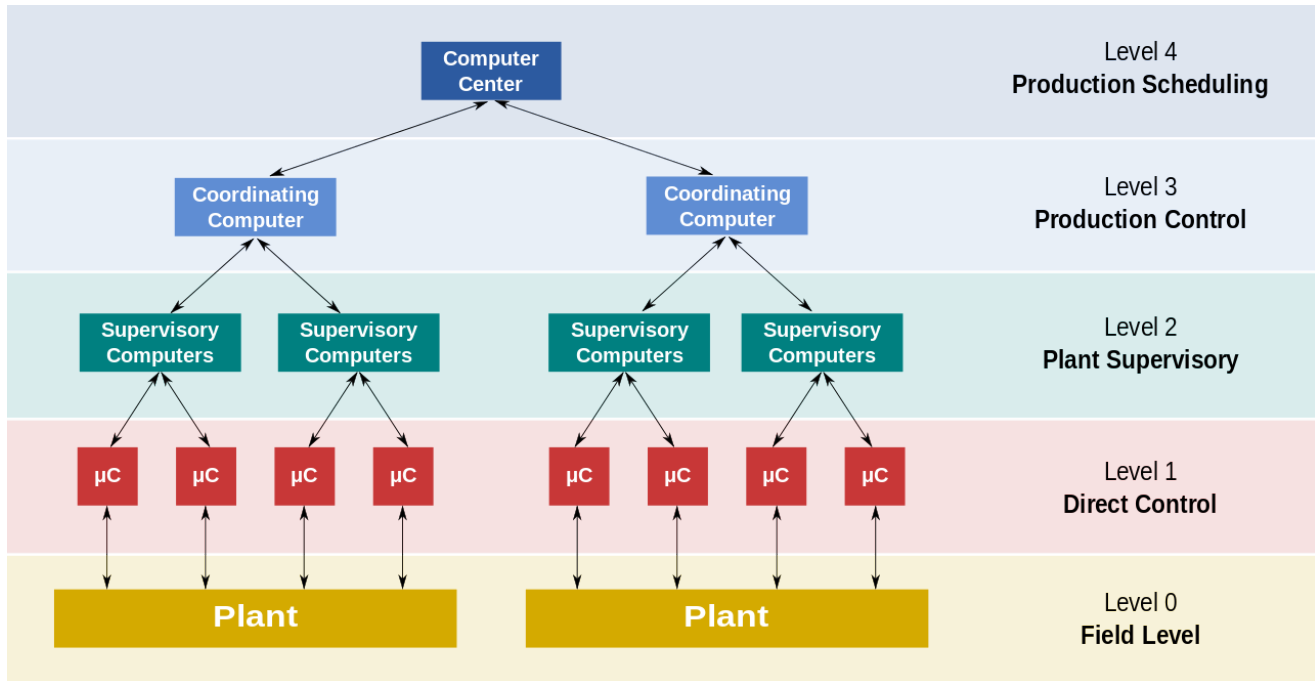 Computer
Center
Level 4
Production Scheduling
Coordinating
Computer
Coordinating
Computer
Level 3
Production Control
Supervisory
Computers
Supervisory
Computers
Supervisory
Computers
Supervisory
Computers
Level 2
Plant Supervisory
µC
µC
µC
µC
µC
µC
µC
µC
Level 1
Direct Control
Plant
Plant
Level 0
Field Level